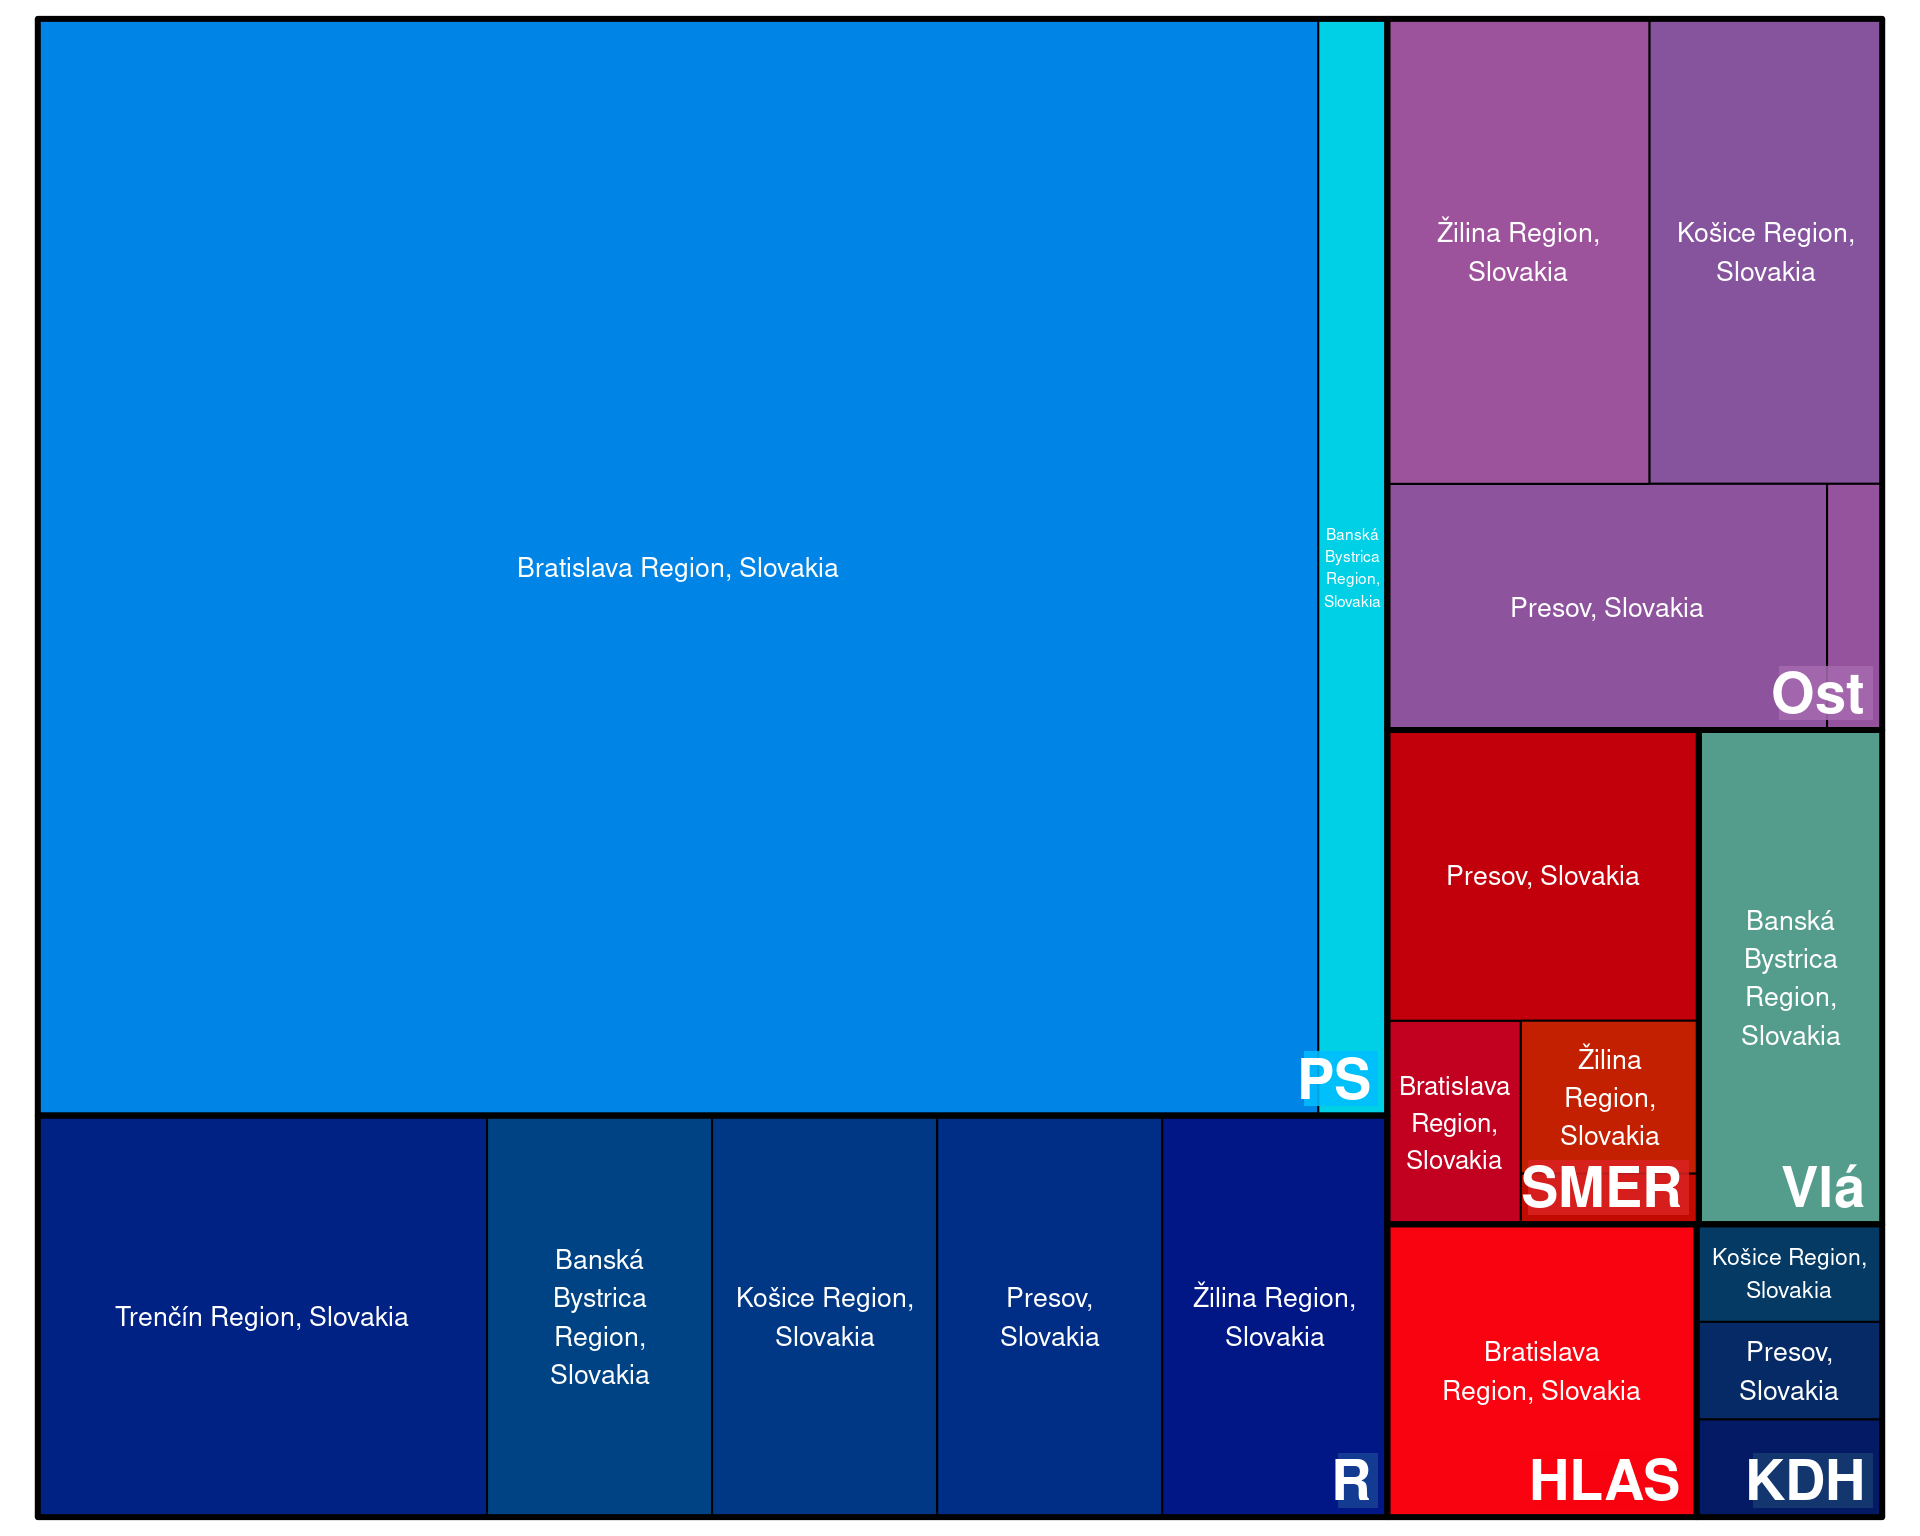 Bratislava Region, Slovakia
Banská
Bystrica
Region,
Slovakia
PS
Žilina Region,
Slovakia
Košice Region,
Slovakia
Presov, Slovakia
Ost
Presov, Slovakia
Bratislava
Region,
Slovakia
Žilina
Region,
Slovakia
SMER
Banská
Bystrica
Region,
Slovakia
Vlá
Trenčín Region, Slovakia
Banská
Bystrica
Region,
Slovakia
Košice Region,
Slovakia
Presov,
Slovakia
Žilina Region,
Slovakia
R
Bratislava
Region, Slovakia
HLAS
Košice Region,
Slovakia
Presov,
Slovakia
KDH